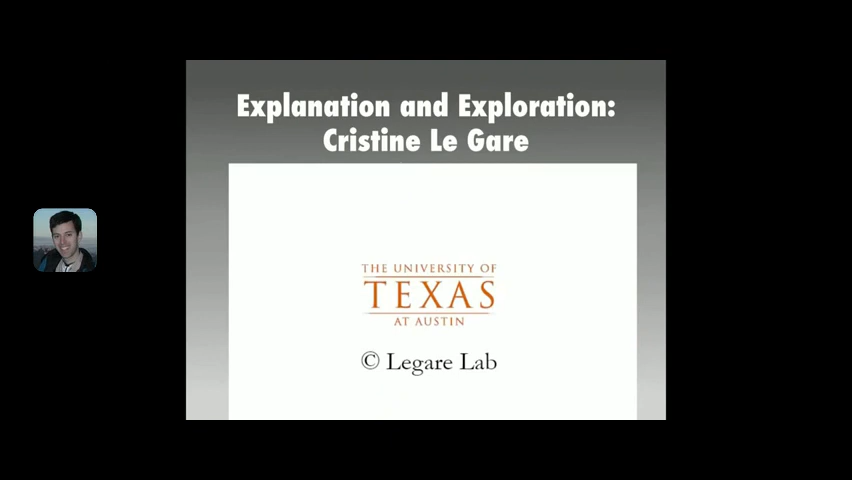 Explanation and Exploration:
Cristine Le Gare
THE UNIVERSITY OF
TEXAS
AT AUSTIN
© Legare Lab